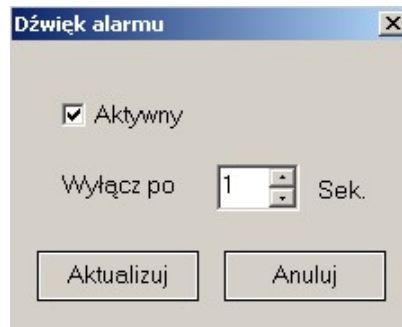 Dźwięk alarmu
Aktywny
Wyłącz po 1 Sek.
Aktualizuj Anuluj